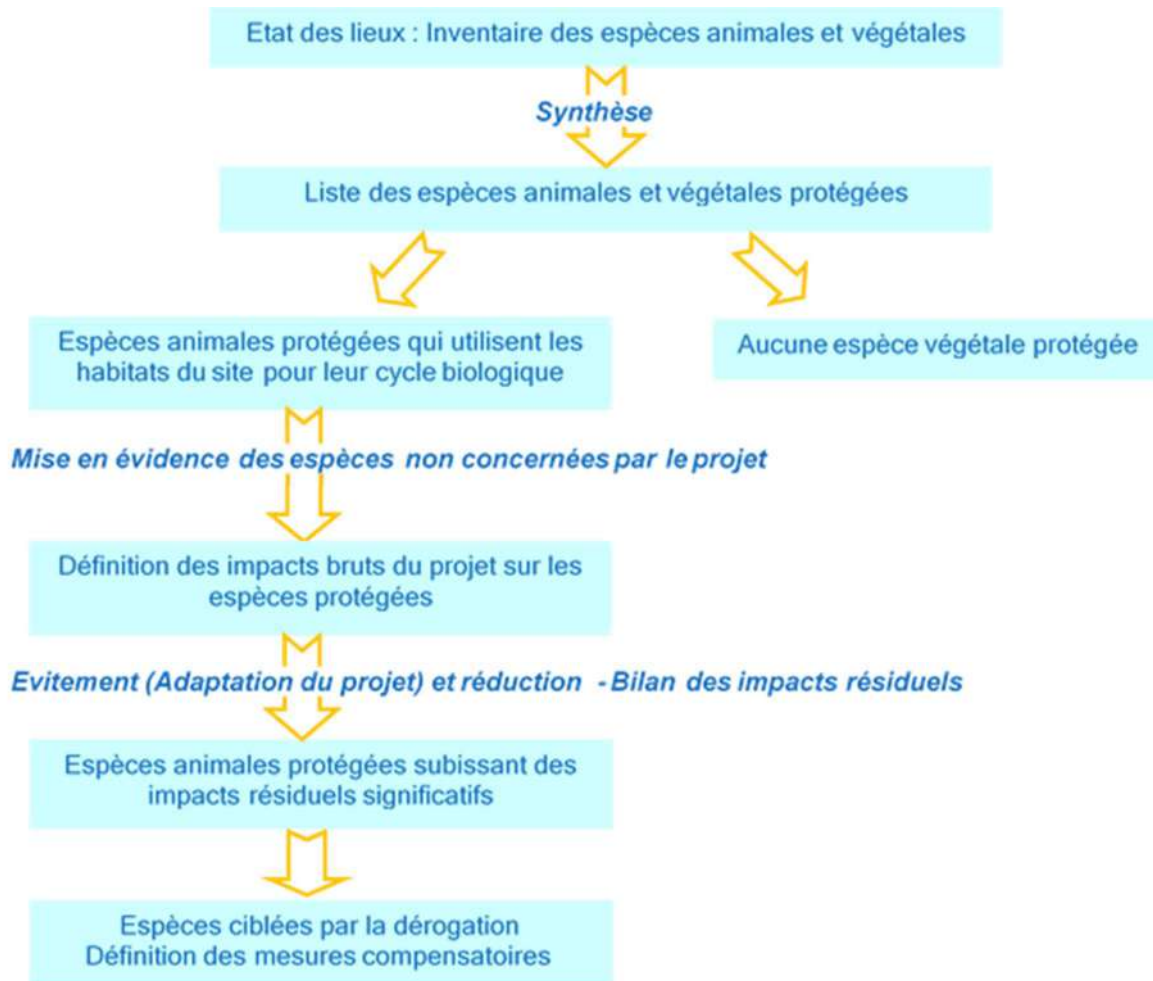 Etat des lieux : Inventaire des espèces animales et végétales
Synthèse
Liste des espèces animales et végétales protégées
Espèces animales protégées qui utilisent les
habitats du site pour leur cycle biologique
Aucune espèce végétale protégée
Mise en évidence des espèces non concernées par le projet
Définition des impacts bruts du projet sur les
espèces protégées
Evitement (Adaptation du projet) et réduction - Bilan des impacts résiduels
Espèces animales protégées subissant des
impacts résiduels significatifs
Espèces ciblées par la dérogation
Définition des mesures compensatoires